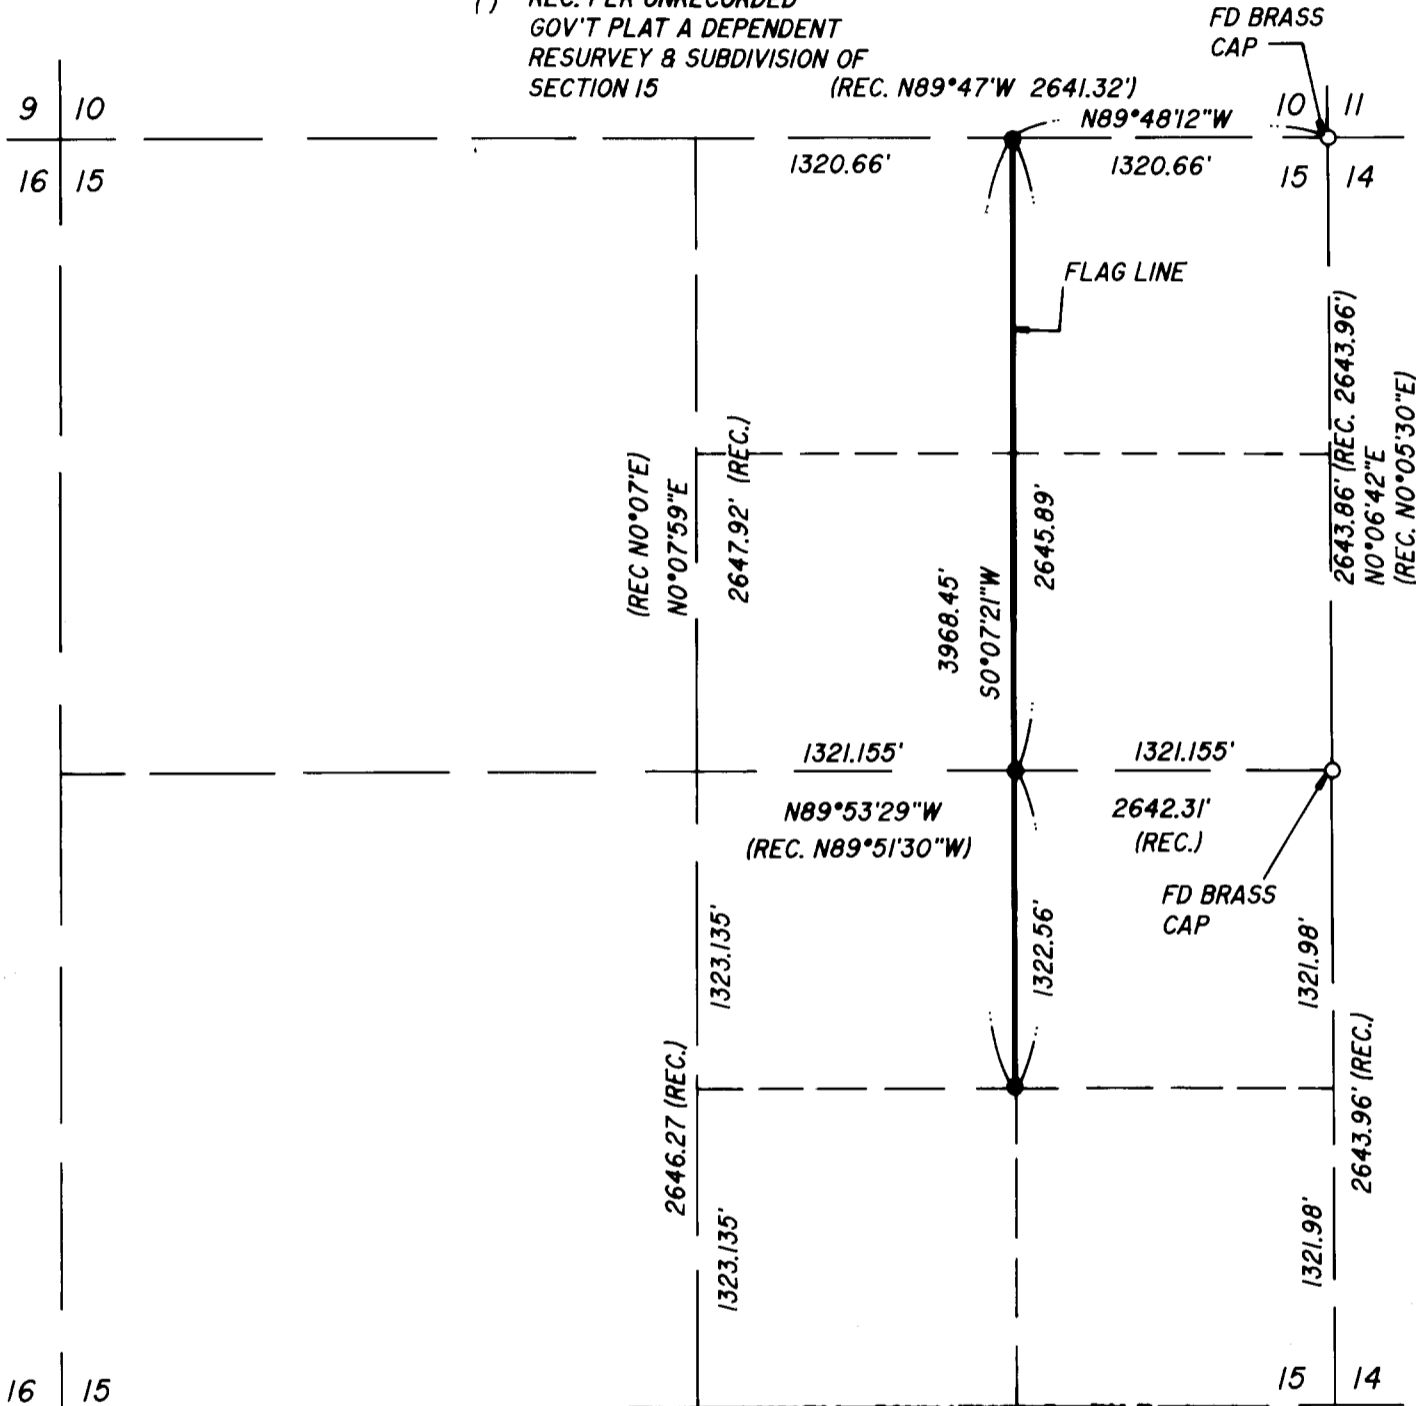 ( ) REC. PER UNRECORDED
GOV'T PLAT A DEPENDENT
RESURVEY & SUBDIVISION OF
SECTION 15
(REC. N89°47'W 2641.32')
FD BRASS
CAP
9 10
10 11
N89°48'12"W
16 15
1320.66'
1320.66'
15 14
FLAG LINE
(REC NO°07'E)
NO°07'59"E
2647.92' (REC.)
3968.45'
SO°07'21"W
2645.89'
2643.86' (REC. 2643.96')
NO°06'42"E
(REC. NO°05'30"E)
1321.155'
1321.155'
N89°53'29"W
(REC. N89°51'30"W)
2642.31'
(REC.)
FD BRASS
CAP
1323.135'
1322.56'
1321.98'
2646.27 (REC.)
2643.96' (REC.)
1323.135'
1321.98'
16 15
15 14